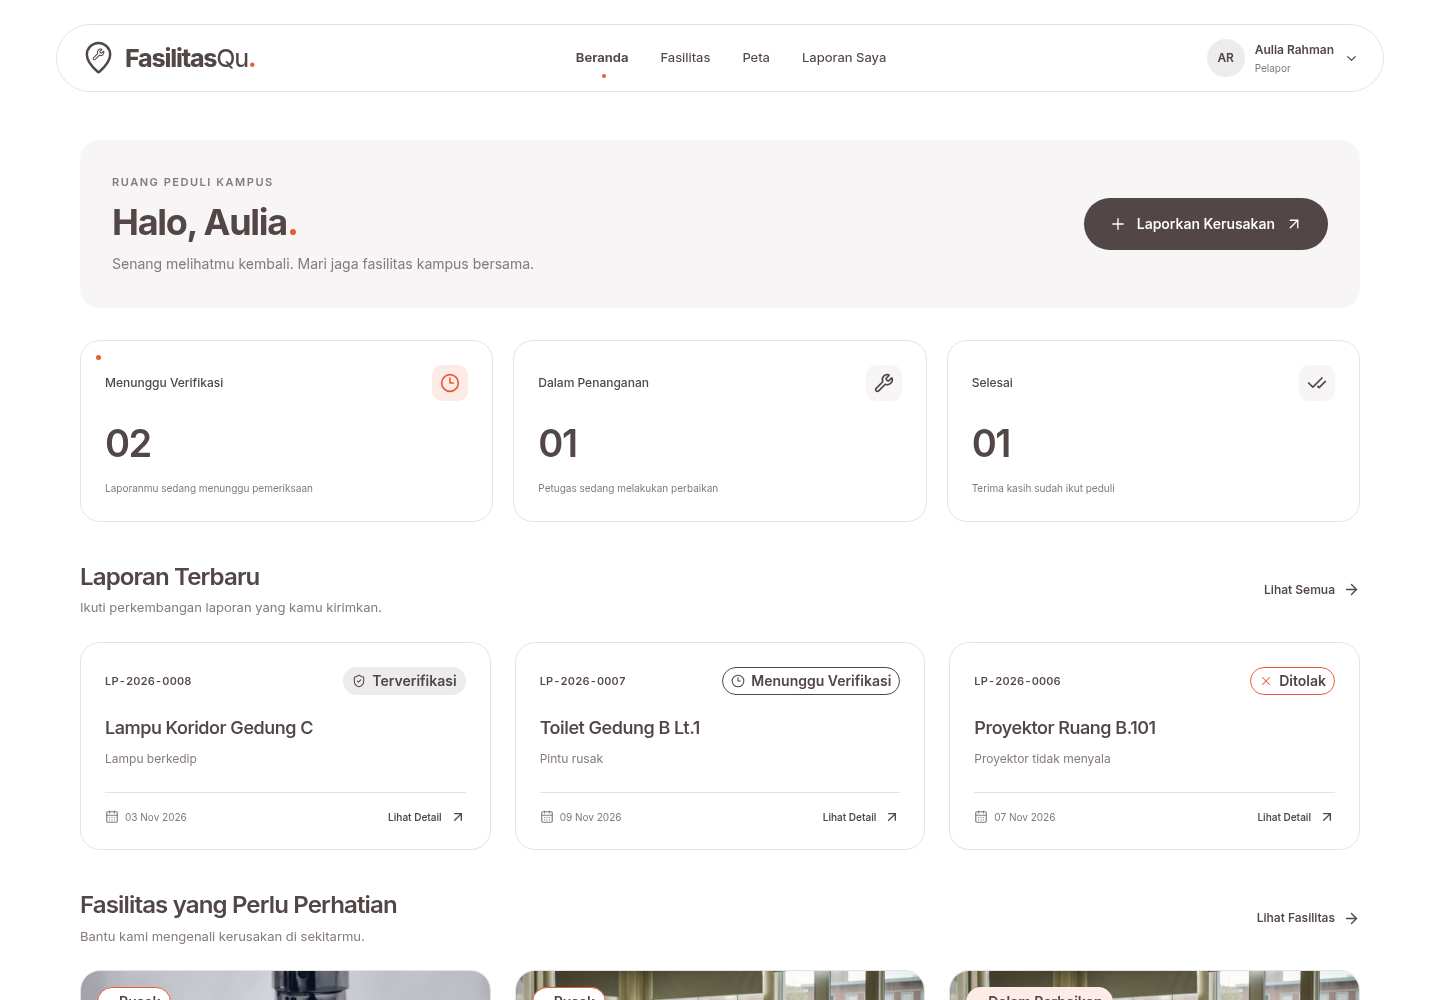 FasilitasQu.
Beranda
Fasilitas
Peta
Laporan Saya
AR
Aulia Rahman
Pelapor
RUANG PEDULI KAMPUS
Halo, Aulia.
Senang melihatmu kembali. Mari jaga fasilitas kampus bersama.
Laporkan Kerusakan
Menunggu Verifikasi
02
Laporanmu sedang menunggu pemeriksaan
Dalam Penanganan
01
Petugas sedang melakukan perbaikan
Selesai
01
Terima kasih sudah ikut peduli
Laporan Terbaru
Ikuti perkembangan laporan yang kamu kirimkan.
Lihat Semua
LP-2026-0008
Terverifikasi
Lampu Koridor Gedung C
Lampu berkedip
03 Nov 2026
Lihat Detail
LP-2026-0007
Menunggu Verifikasi
Toilet Gedung B Lt.1
Pintu rusak
09 Nov 2026
Lihat Detail
LP-2026-0006
Ditolak
Proyektor Ruang B.101
Proyektor tidak menyala
07 Nov 2026
Lihat Detail
Fasilitas yang Perlu Perhatian
Bantu kami mengenali kerusakan di sekitarmu.
Lihat Fasilitas
Rusak
Rusak
Dalam Perbaikan